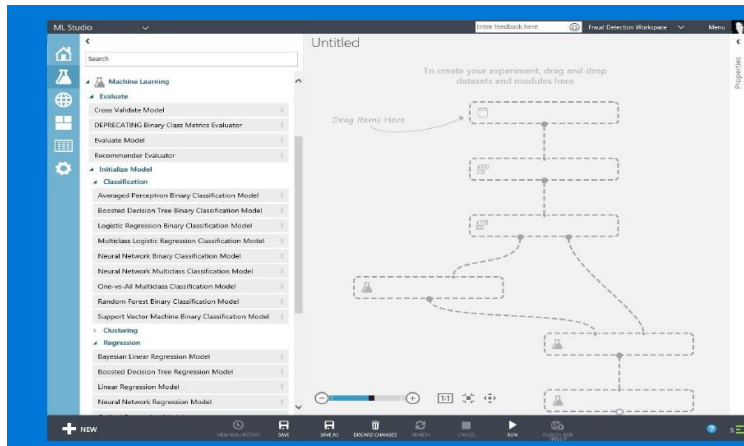 ML Studio
Enter feedback here
Fraud Detection Workspace
Menu
Search
Machine Learning
Evaluate
Cross Validate Model
DEPRECATING Binary Class Metrics Evaluator
Evaluate Model
Recommender Evaluator
Initialize Model
Classification
Averaged Perceptron Binary Classification Model
Boosted Decision Tree Binary Classification Model
Logistic Regression Binary Classification Model
Multiclass Logistic Regression Classification Model
Neural Network Binary Classification Model
Neural Network Multiclass Classification Model
One-vs-All Multiclass Classification Model
Random Forest Binary Classification Model
Support Vector Machine Binary Classification Model
Clustering
Regression
Bayesian Linear Regression Model
Boosted Decision Tree Regression Model
Linear Regression Model
Neural Network Regression Model
Untitled
To create your experiment, drag and drop
datasets and modules here
Drag Items Here
Properties
1:1
NEW
VIEW RUN HISTORY
SAVE
SAVE AS
DISCARD CHANGES
REFRESH
CANCEL
RUN
PUBLISH WEB